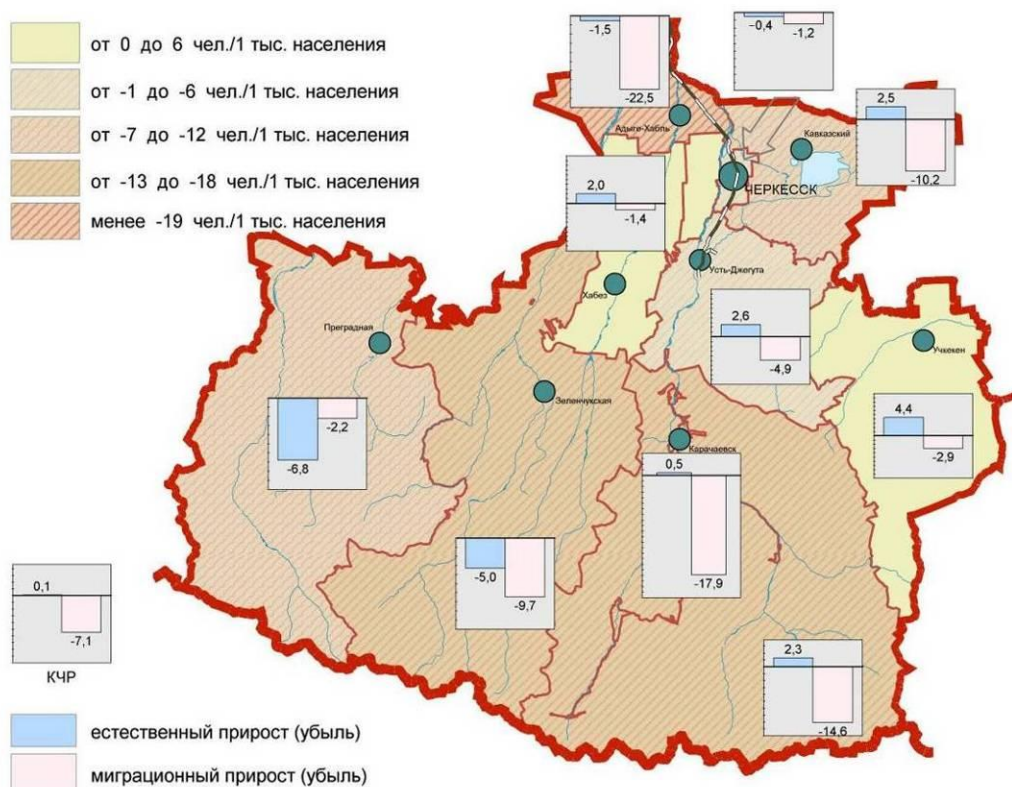 от 0 до 6 чел./1 тыс. населения
от -1 до -6 чел./1 тыс. населения
от -7 до -12 чел./1 тыс. населения
от -13 до -18 чел./1 тыс. населения
менее -19 чел./1 тыс. населения
-1,5
-22,5
-0,4
-1,2
2,5
-10,2
Адыге-Хабль
Кавказский
ЧЕРКЕССК
2,0
-1,4
Усть-Джегута
Хабез
2,6
-4,9
Преградная
Учкекен
Зеленчукская
4,4
-2,9
-6,8
-2,2
Карачаевск
0,5
-17,9
-5,0
-9,7
0,1
-7,1
КЧР
2,3
-14,6
естественный прирост (убыль)
миграционный прирост (убыль)